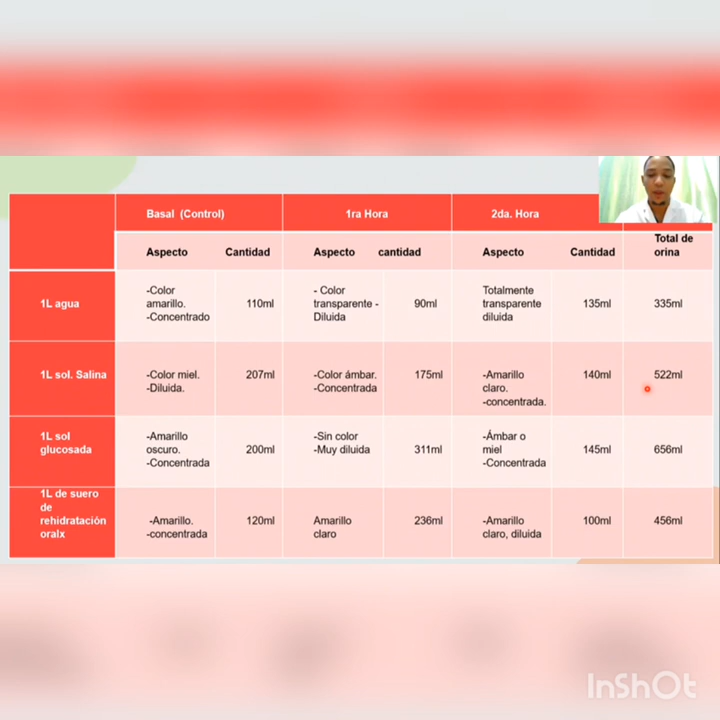 Basal (Control)
1ra Hora
2da. Hora
Aspecto
Cantidad
Aspecto
cantidad
Aspecto
Cantidad
Total de
orina
1L agua
-Color
amarillo.
-Concentrado
110ml
- Color
transparente -
Diluida
90ml
Totalmente
transparente
diluida
135ml
335ml
1L sol. Salina
-Color miel.
-Diluida.
207ml
-Color ámbar.
-Concentrada
175ml
-Amarillo
claro.
-concentrada.
140ml
522ml
1L sol
glucosada
-Amarillo
oscuro.
-Concentrada
200ml
-Sin color
-Muy diluida
311ml
-Ámbar o
miel
-Concentrada
145ml
656ml
1L de suero
de
rehidratación
oralx
-Amarillo.
-concentrada
120ml
Amarillo
claro
236ml
-Amarillo
claro, diluida
100ml
456ml
InShOt